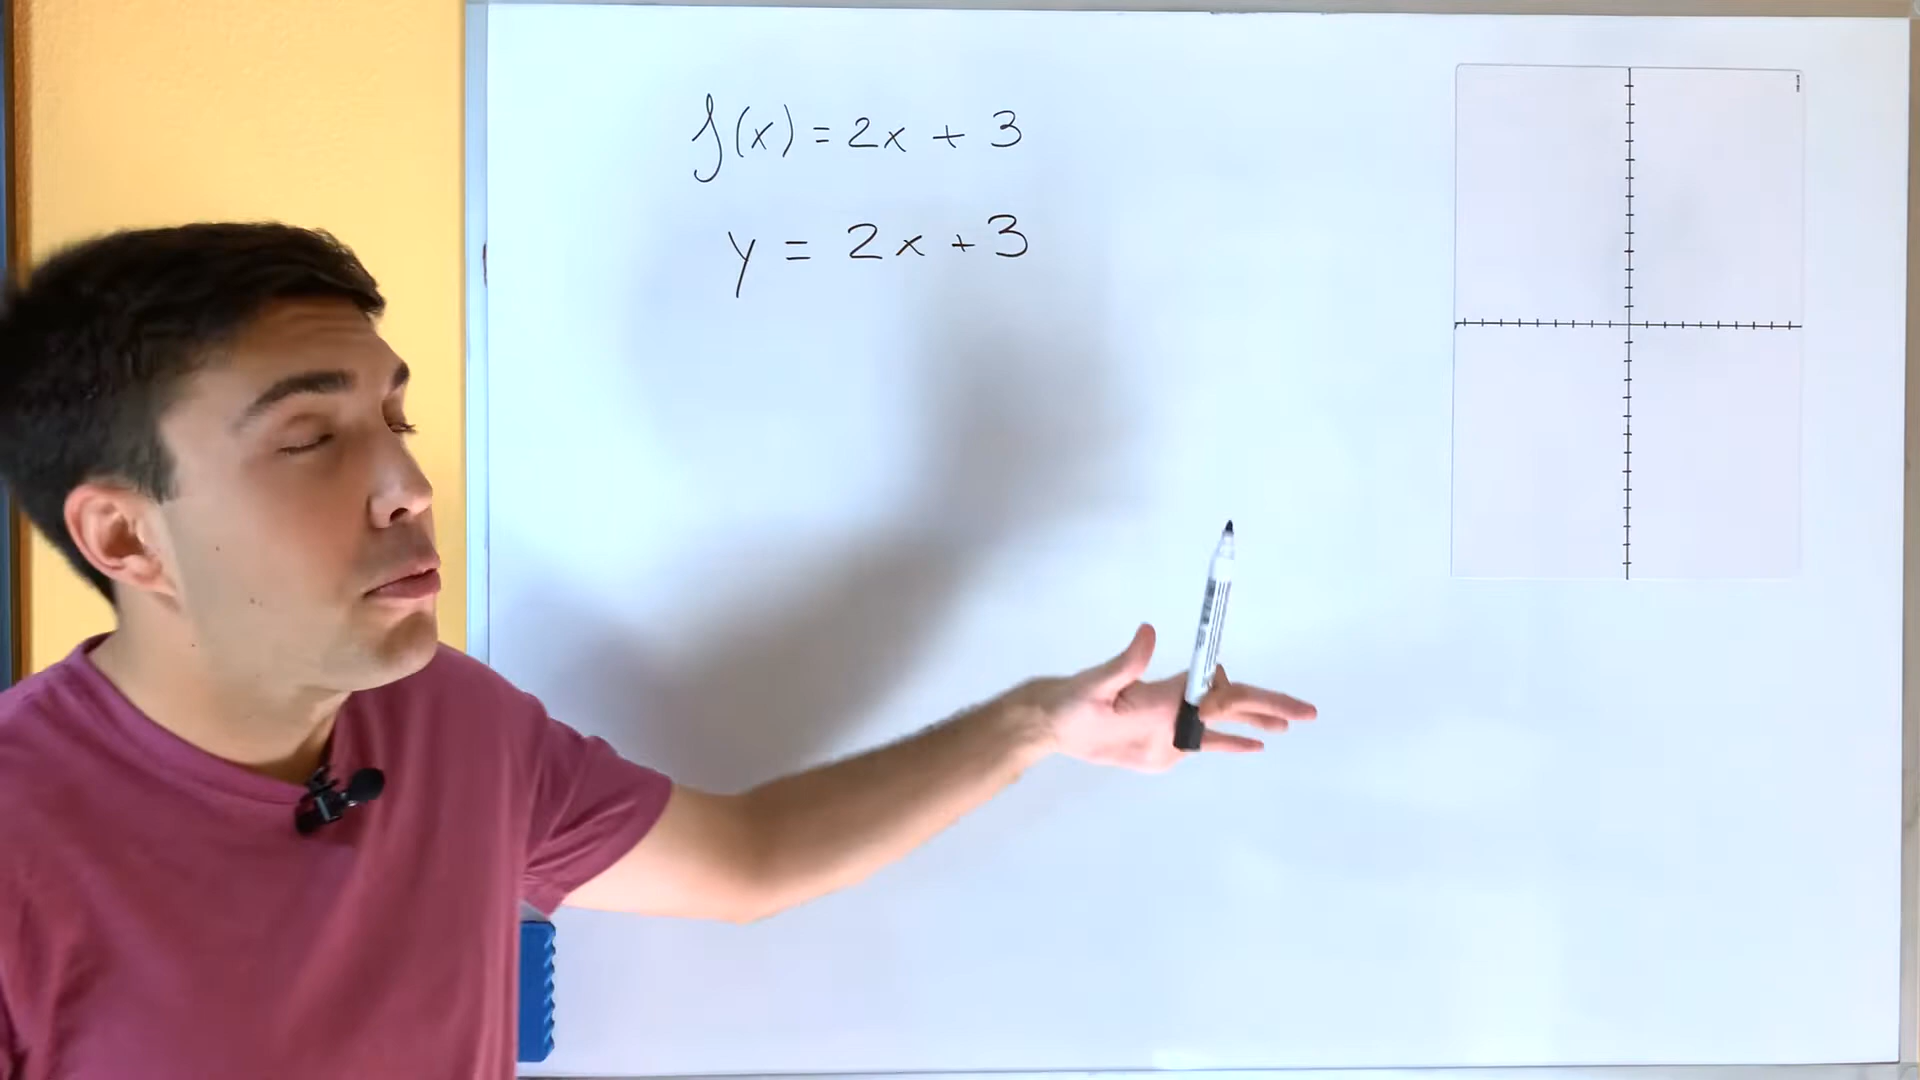 f(x) = 2x + 3
y = 2x + 3